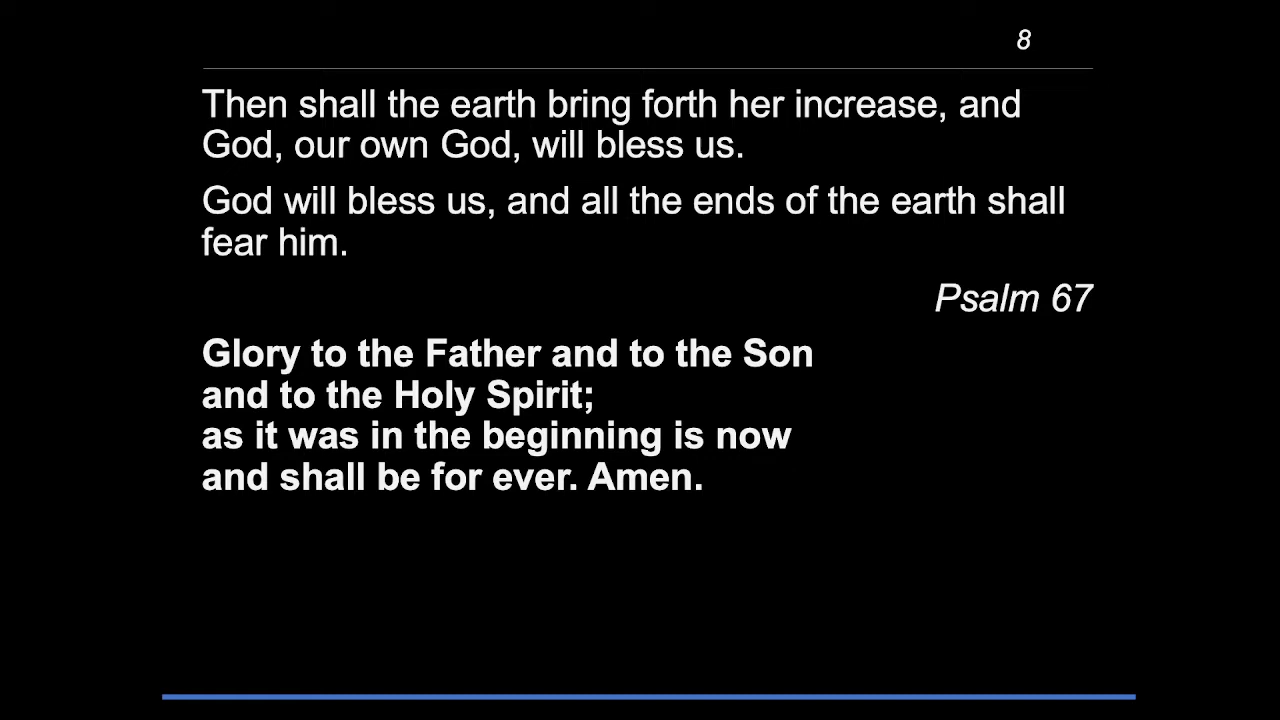 8
Then shall the earth bring forth her increase, and
God, our own God, will bless us.
God will bless us, and all the ends of the earth shall
fear him.
Psalm 67
Glory to the Father and to the Son
and to the Holy Spirit;
as it was in the beginning is now
and shall be for ever. Amen.